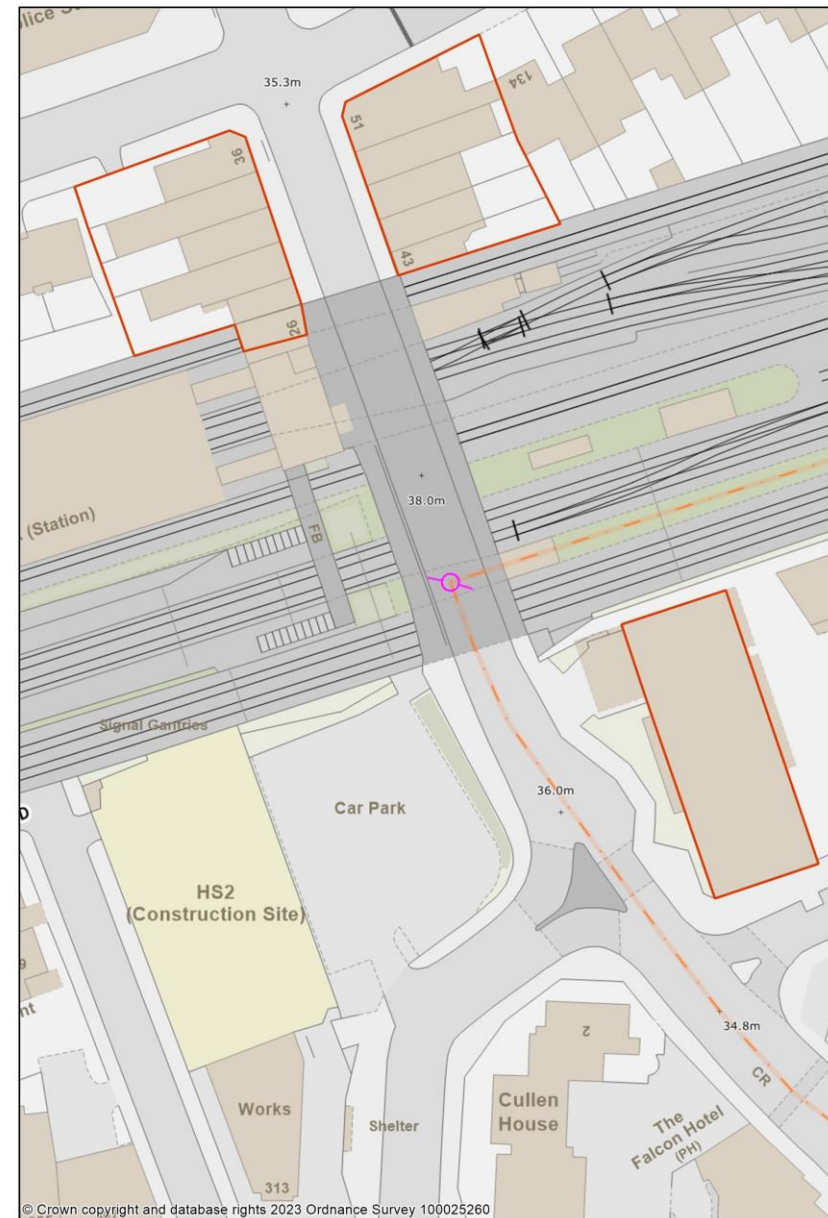 35.3m
51
134
36
43
26
38.0m
(Station)
FB
Signal Gantries
36.0m
Car Park
HS2
(Construction Site)
34.8m
2
CR
Works
Cullen
House
The
Falcon Hotel
(PH)
Shelter
313
© Crown copyright and database rights 2023 Ordnance Survey 100025260